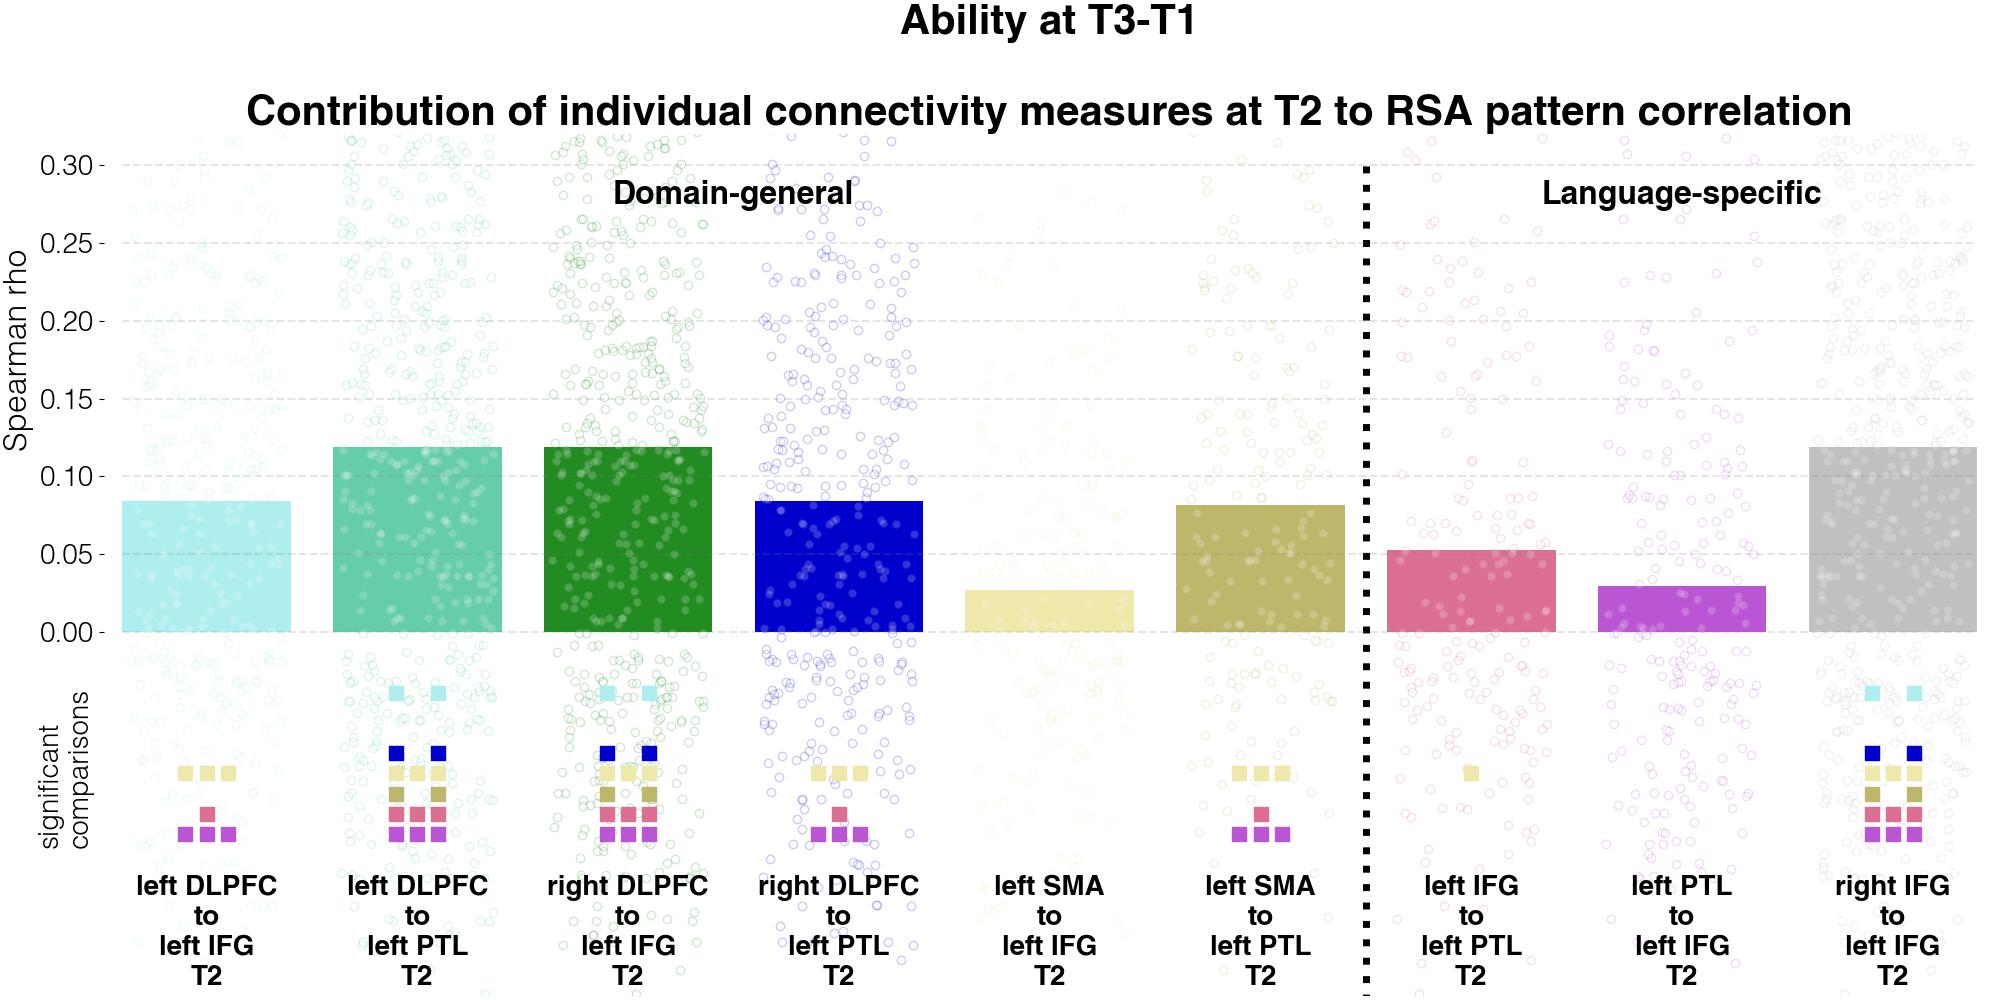 Ability at T3-T1
Contribution of individual connectivity measures at T2 to RSA pattern correlation
Domain-general
Language-specific
Spearman rho
0.30
0.25
0.20
0.15
0.10
0.05
0.00
significant
comparisons
left DLPFC
to
left IFG
T2
left DLPFC
to
left PTL
T2
right DLPFC
to
left IFG
T2
right DLPFC
to
left PTL
T2
left SMA
to
left IFG
T2
left SMA
to
left PTL
T2
left IFG
to
left PTL
T2
left PTL
to
left IFG
T2
right IFG
to
left IFG
T2